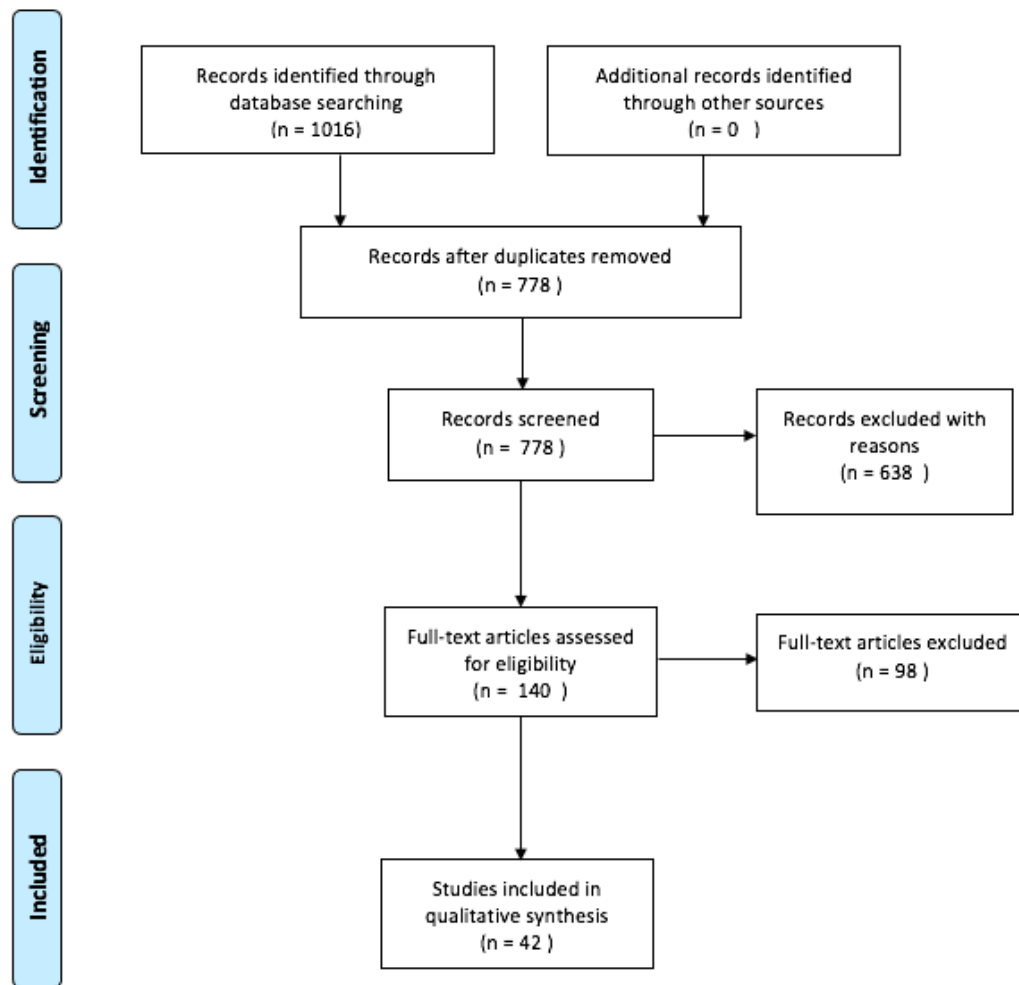 Identification
Records identified through
database searching
(n = 1016)
Additional records identified
through other sources
(n = 0 )
Records after duplicates removed
(n = 778 )
Screening
Records screened
(n = 778 )
Records excluded with
reasons
(n = 638 )
Eligibility
Full-text articles assessed
for eligibility
(n = 140 )
Full-text articles excluded
(n = 98 )
Included
Studies included in
qualitative synthesis
(n = 42 )